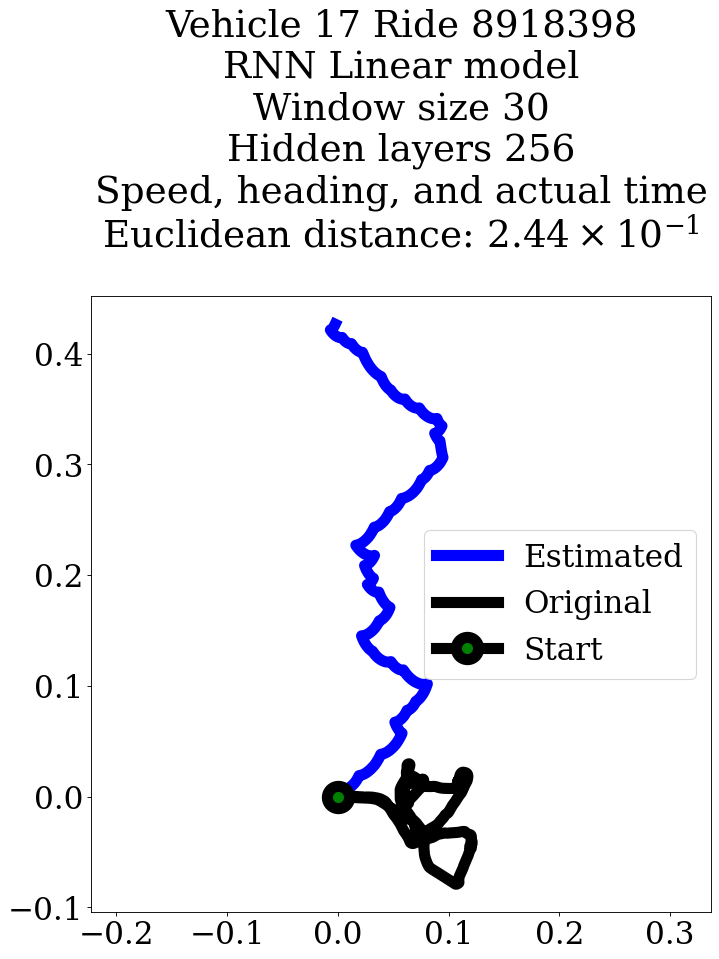 Vehicle 17 Ride 8918398
RNN Linear model
Window size 30
Hidden layers 256
Speed, heading, and actual time
Euclidean distance: 2.44 × 10⁻¹
0.4
0.3
0.2
0.1
0.0
−0.1
Estimated
Original
Start
−0.2 −0.1 0.0 0.1 0.2 0.3